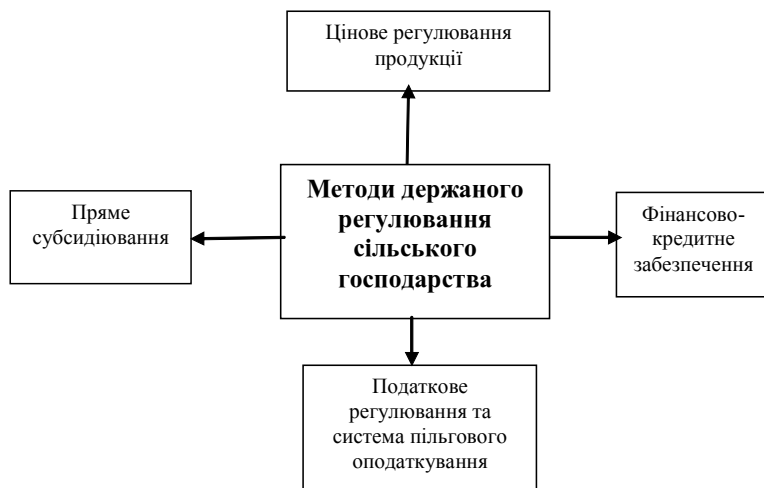 Цінове регулювання
продукції
Методи держаного
регулювання
сільського
господарства
Пряме
субсидіювання
Фінансово-
кредитне
забезпечення
Податкове
регулювання та
система пільгового
оподаткування